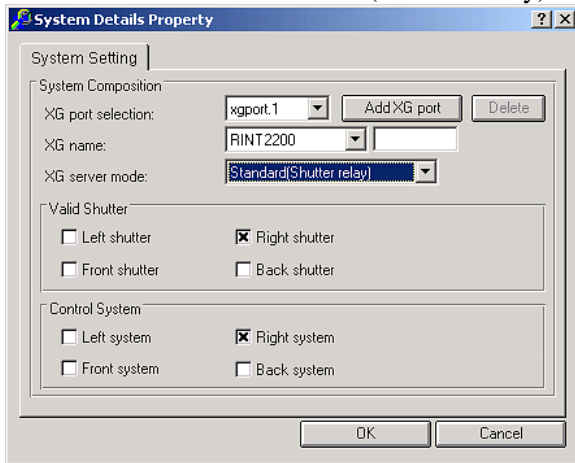 System Details Property
System Setting
System Composition
XG port selection: xgport.1 Add XG port Delete
XG name: RINT2200
XG server mode: Standard(Shutter relay)
Valid Shutter
Left shutter Right shutter
Front shutter Back shutter
Control System
Left system Right system
Front system Back system
OK Cancel